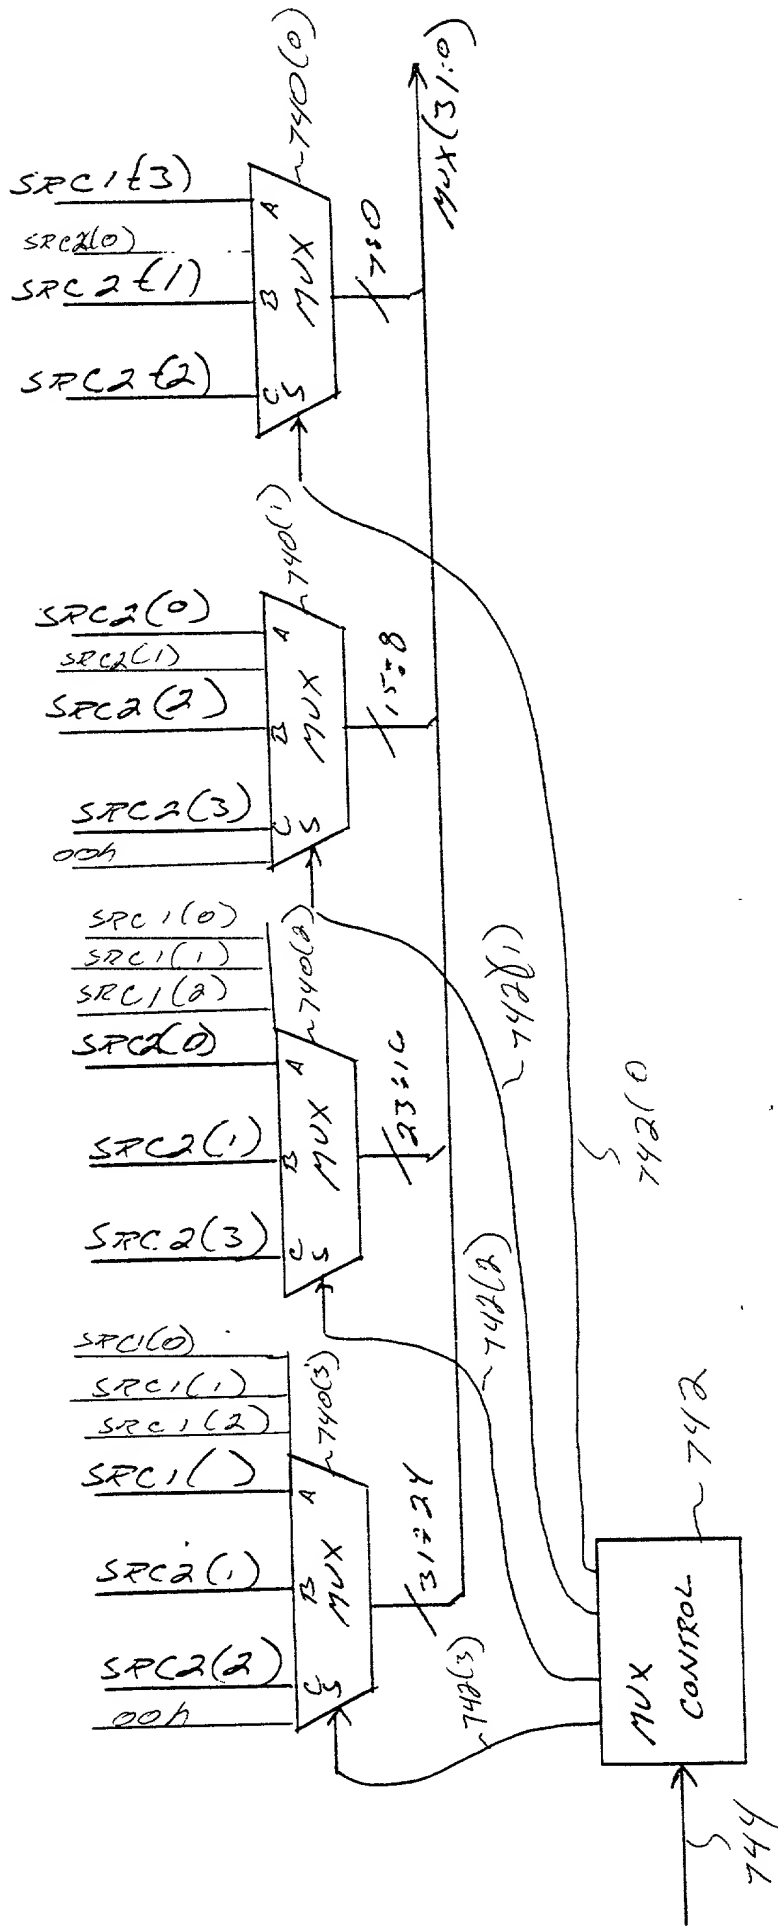 SRC1(3)
SRC2(0)
SRC2(1)
SRC2(2)
A
B
C
S
MUX
740(0)
7:0
MUX(31:0)
SRC2(0)
SRC2(1)
SRC2(2)
SRC2(3)
00h
A
B
C
S
MUX
740(1)
15:8
SRC1(0)
SRC1(1)
SRC1(2)
SRC2(0)
SRC2(1)
SRC2(3)
A
B
C
S
MUX
740(2)
23:16
SRC1(0)
SRC1(1)
SRC1(2)
SRC1( )
SRC2(1)
SRC2(2)
00h
A
B
C
S
MUX
740(3)
31:24
742(3)
742(2)
742(1)
742(0
MUX
CONTROL
742
744